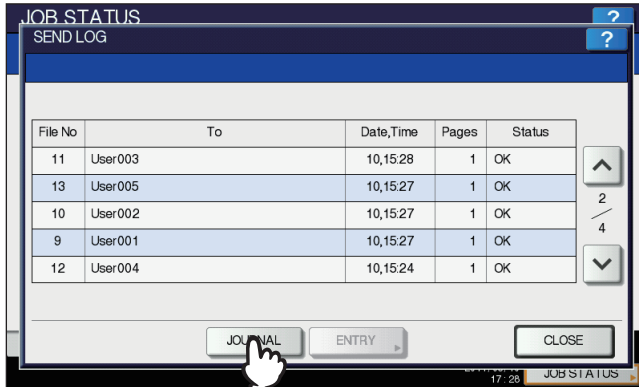 JOB STATUS ?
SEND LOG ?
File No To Date,Time Pages Status
11 User003 10,15:28 1 OK
13 User005 10,15:27 1 OK
10 User002 10,15:27 1 OK
9 User001 10,15:27 1 OK
12 User004 10,15:24 1 OK
2
4
ENTRY CLOSE
17:28 JOB STATUS